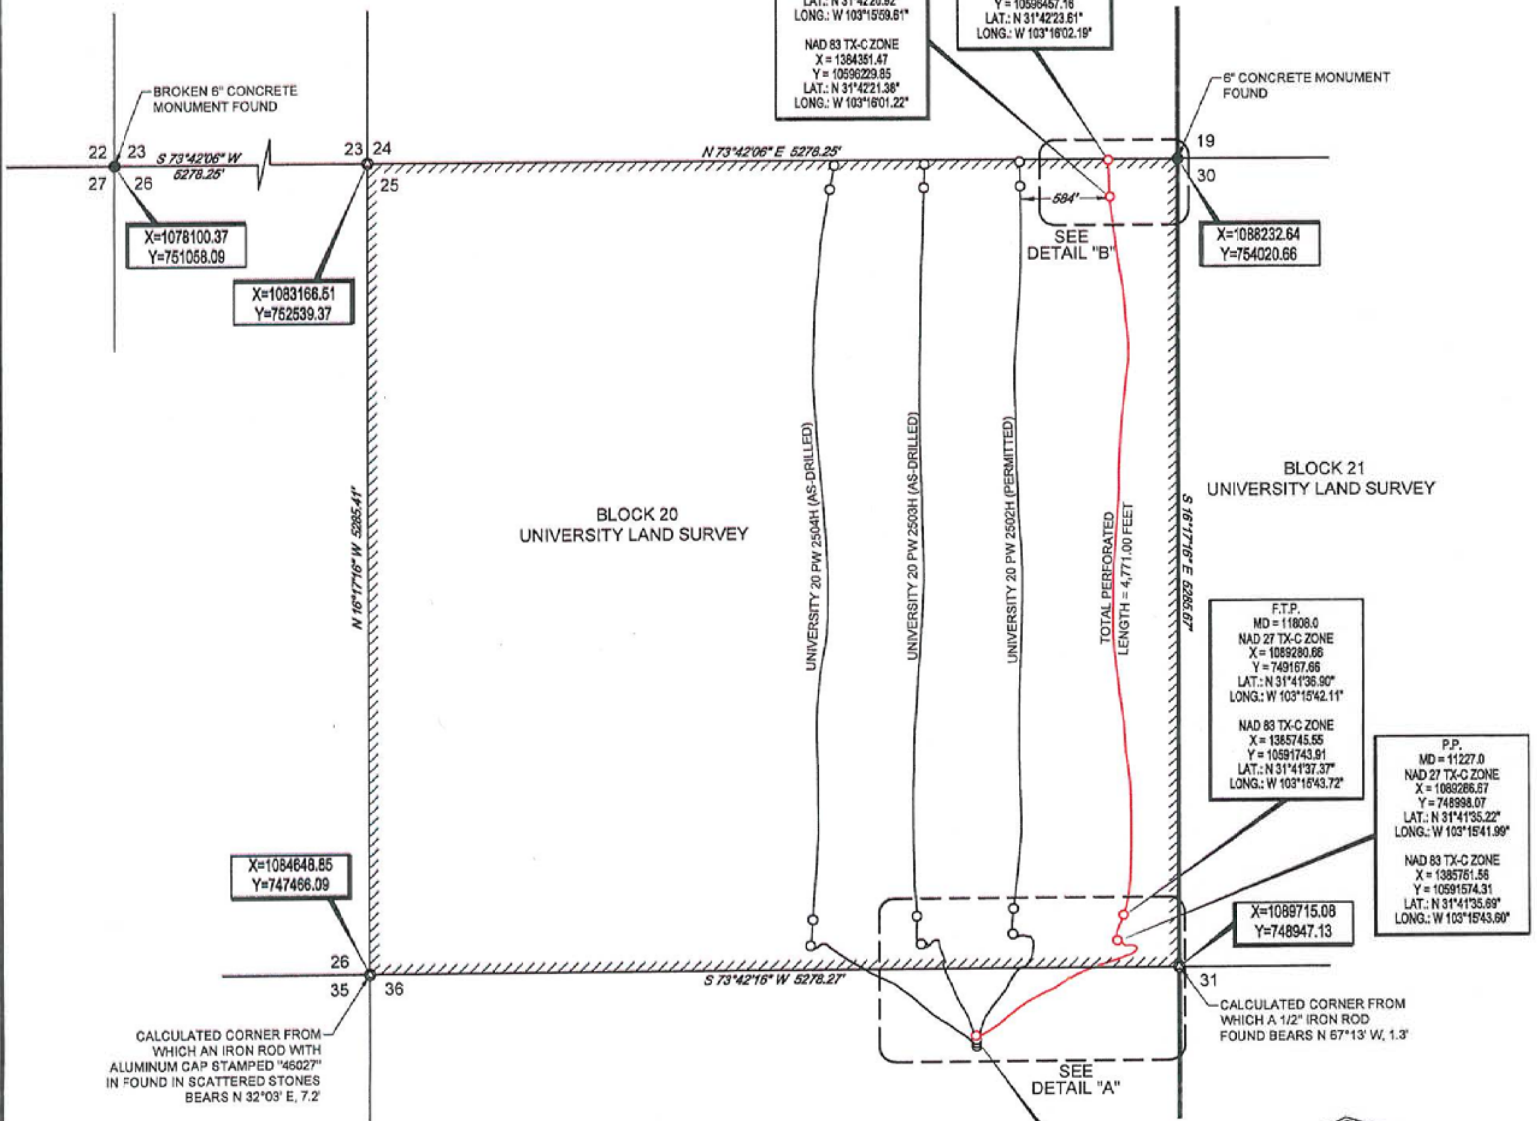 LONG.: W 103°15'59.61"
NAD 83 TX-C ZONE
X = 1384351.47
Y = 10596229.85
LAT.: N 31°42'21.38"
LONG.: W 103°16'01.22"
Y = 10596457.16
LAT.: N 31°42'23.61"
LONG.: W 103°16'02.19"
BROKEN 6" CONCRETE
MONUMENT FOUND
6" CONCRETE MONUMENT
FOUND
22 23
27 26
S 73°42'06" W
5278.25'
23 24
25
N 73°42'06" E 5278.25'
19
30
584'
SEE
DETAIL "B"
X=1078100.37
Y=751058.09
X=1083166.51
Y=752539.37
X=1088232.64
Y=754020.66
N 16°17'16" W 5285.41'
BLOCK 20
UNIVERSITY LAND SURVEY
UNIVERSITY 20 PW 2504H (AS-DRILLED)
UNIVERSITY 20 PW 2503H (AS-DRILLED)
UNIVERSITY 20 PW 2502H (PERMITTED)
TOTAL PERFORATED
LENGTH = 4,771.00 FEET
S 16°17'16" E 5285.67'
BLOCK 21
UNIVERSITY LAND SURVEY
F.T.P.
MD = 11808.0
NAD 27 TX-C ZONE
X = 1089280.66
Y = 749167.66
LAT.: N 31°41'36.90"
LONG.: W 103°15'42.11"
NAD 83 TX-C ZONE
X = 1385745.55
Y = 10591743.91
LAT.: N 31°41'37.37"
LONG.: W 103°15'43.72"
P.P.
MD = 11227.0
NAD 27 TX-C ZONE
X = 1089286.67
Y = 748998.07
LAT.: N 31°41'35.22"
LONG.: W 103°15'41.99"
NAD 83 TX-C ZONE
X = 1385751.56
Y = 10591574.31
LAT.: N 31°41'35.69"
LONG.: W 103°15'43.60"
X=1084648.85
Y=747466.09
X=1089715.08
Y=748947.13
26
35 36
S 73°42'16" W 5278.27'
31
CALCULATED CORNER FROM
WHICH AN IRON ROD WITH
ALUMINUM CAP STAMPED "46027"
IN FOUND IN SCATTERED STONES
BEARS N 32°03' E, 7.2'
CALCULATED CORNER FROM
WHICH A 1/2" IRON ROD
FOUND BEARS N 67°13' W, 1.3'
SEE
DETAIL "A"